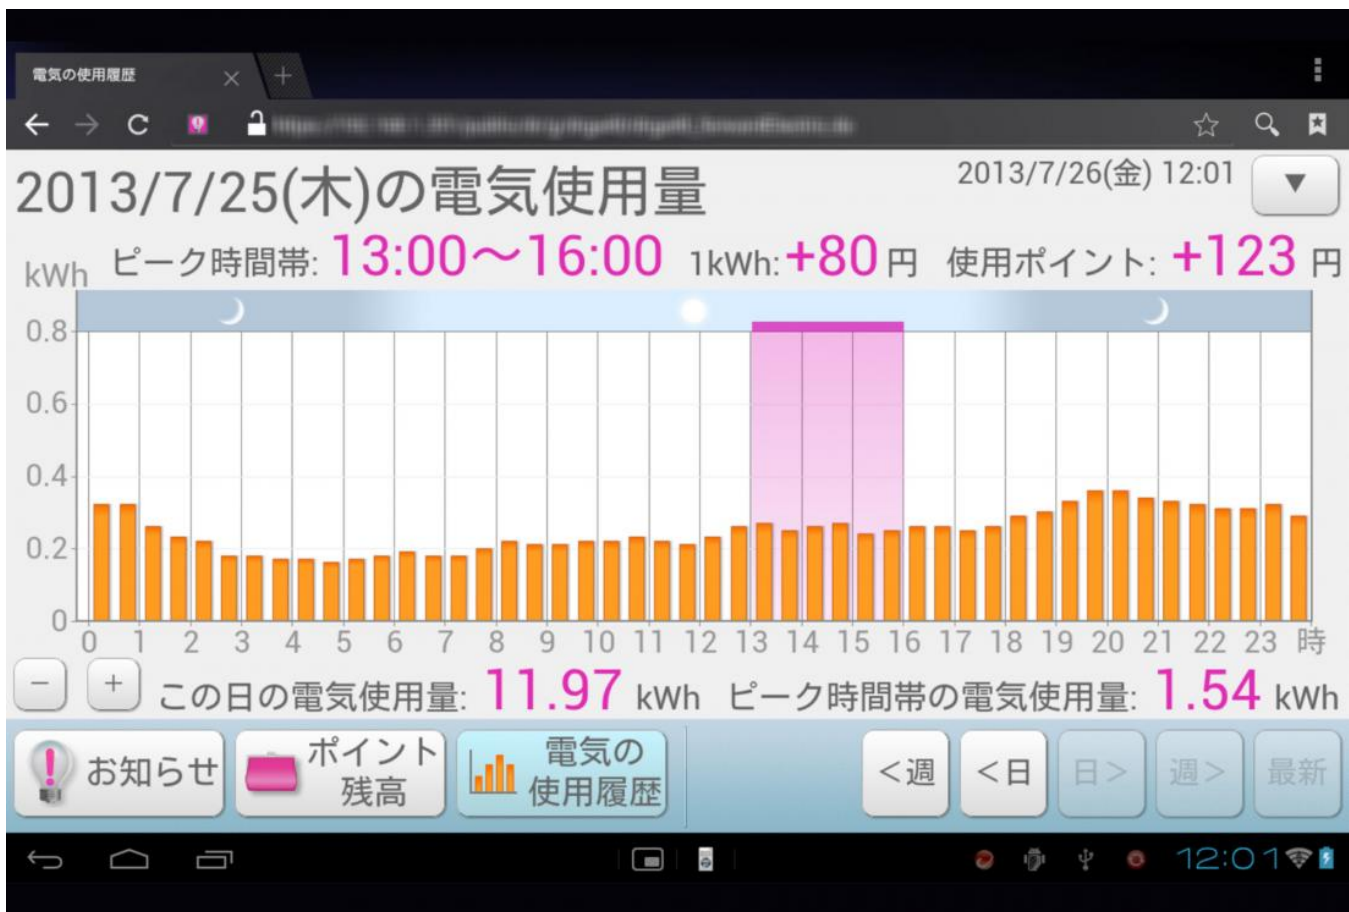 電気の使用履歴
2013/7/25(木)の電気使用量
2013/7/26(金) 12:01
▼
kWh
ピーク時間帯: 13:00～16:00 1kWh: +80 円 使用ポイント: +123 円
0.8
0.6
0.4
0.2
0
0 1 2 3 4 5 6 7 8 9 10 11 12 13 14 15 16 17 18 19 20 21 22 23 時
− + この日の電気使用量: 11.97 kWh ピーク時間帯の電気使用量: 1.54 kWh
お知らせ
ポイント
残高
電気の
使用履歴
<週
<日
日>
週>
最新
12:01